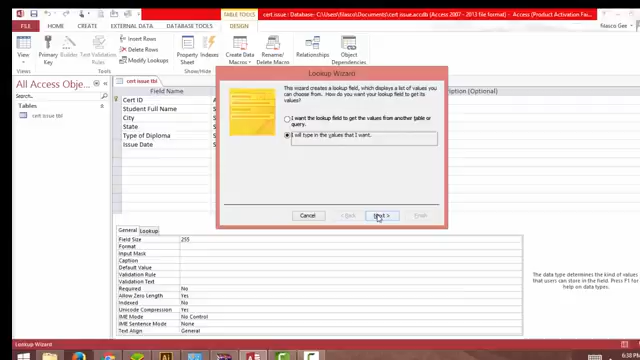 TABLE TOOLS
cert issue : Database- C:\Users\filasco\Documents\cert issue.accdb (Access 2007 - 2013 file format) - Access [Product Activation Fai...
FILE
HOME
CREATE
EXTERNAL DATA
DATABASE TOOLS
DESIGN
filasco Gee
View
Primary Key
Builder
Test Validation Rules
Insert Rows
Delete Rows
Modify Lookups
Property Sheet
Indexes
Create Data Macros
Rename/Delete Macro
Relationships
Object Dependencies
All Access Obje...
Search...
Tables
cert issue tbl
cert issue tbl
Field Name
Description (Optional)
Cert ID
Student Full Name
City
State
Type of Diploma
Issue Date
Lookup Wizard
This wizard creates a lookup field, which displays a list of values you
can choose from. How do you want your lookup field to get its
values?
I want the lookup field to get the values from another table or
query.
I will type in the values that I want.
Cancel
< Back
Next >
Finish
General
Lookup
Field Size 255
Format
Input Mask
Caption
Default Value
Validation Rule
Validation Text
Required No
Allow Zero Length Yes
Indexed No
Unicode Compression Yes
IME Mode No Control
IME Sentence Mode None
Text Align General
The data type determines the kind of values
that users can store in the field. Press F1 for
help on data types.
Lookup Wizard
6:38 PM